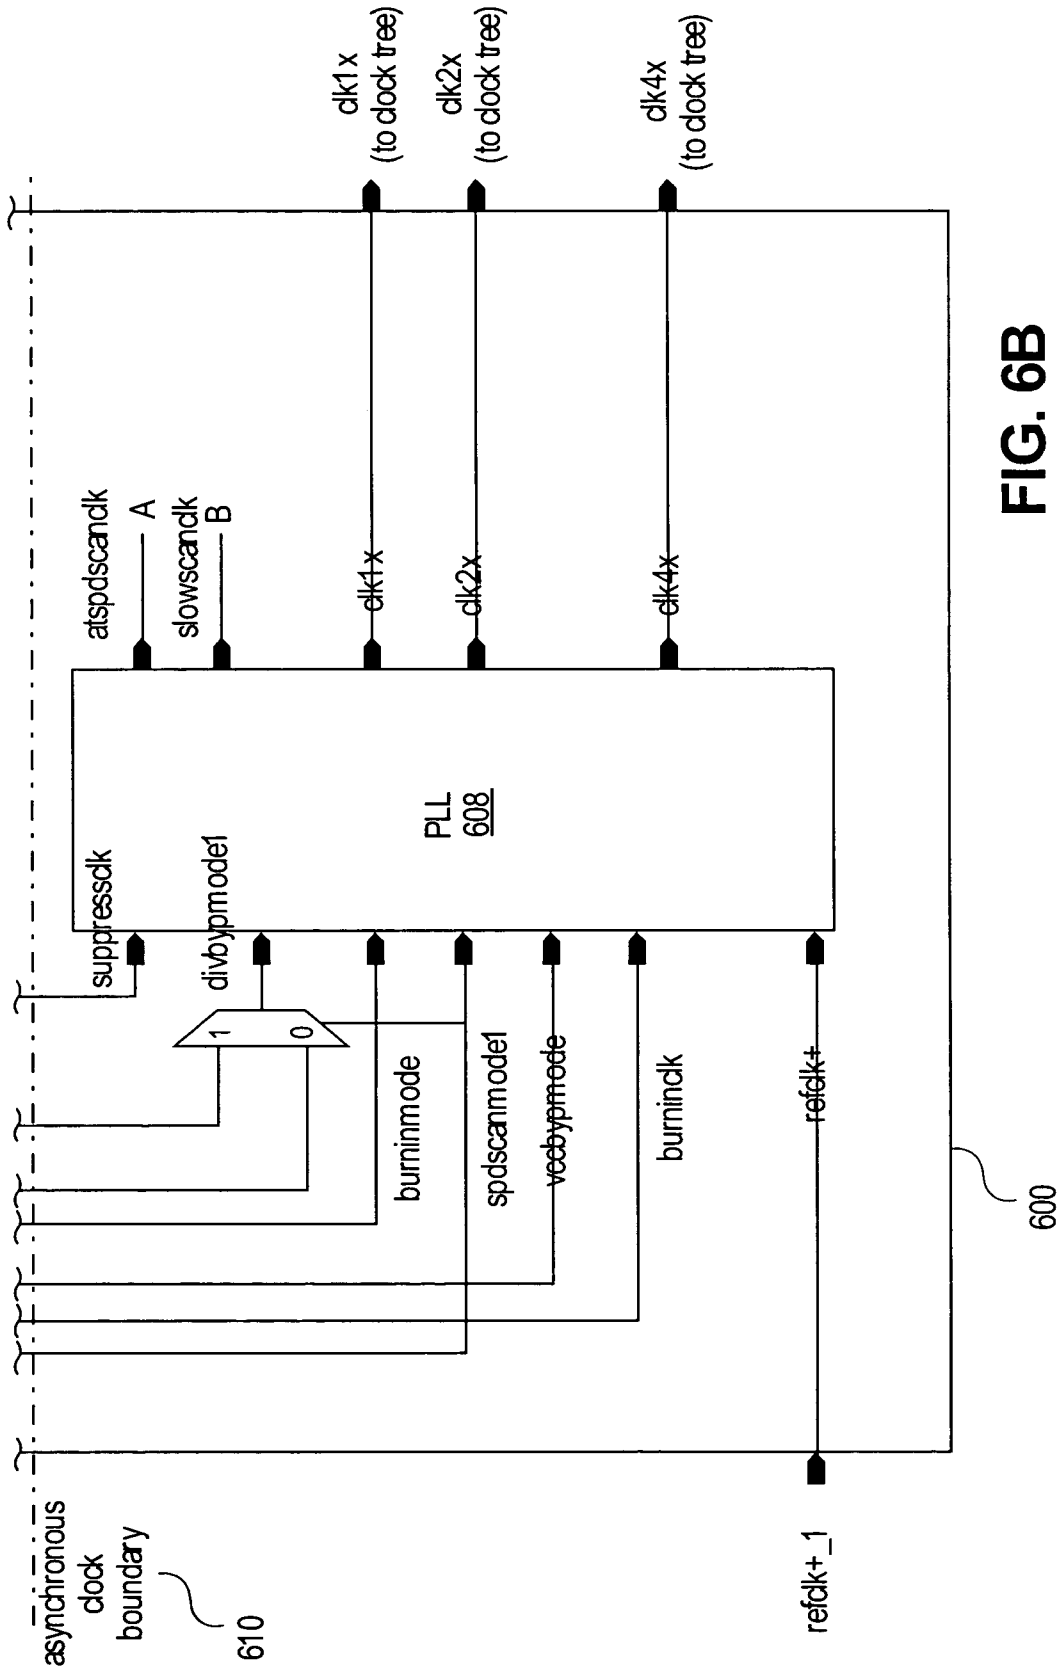 asynchronous
clock
boundary
610
suppressclk
divbypmode1
1
0
burninmode
spdscanmode1
vccbypmode
burninclk
refclk+
refclk+_1
PLL
608
atspdscanclk
A
slowscanclk
B
clk1x
clk2x
clk4x
clk1x
(to clock tree)
clk2x
(to clock tree)
clk4x
(to clock tree)
600
FIG. 6B